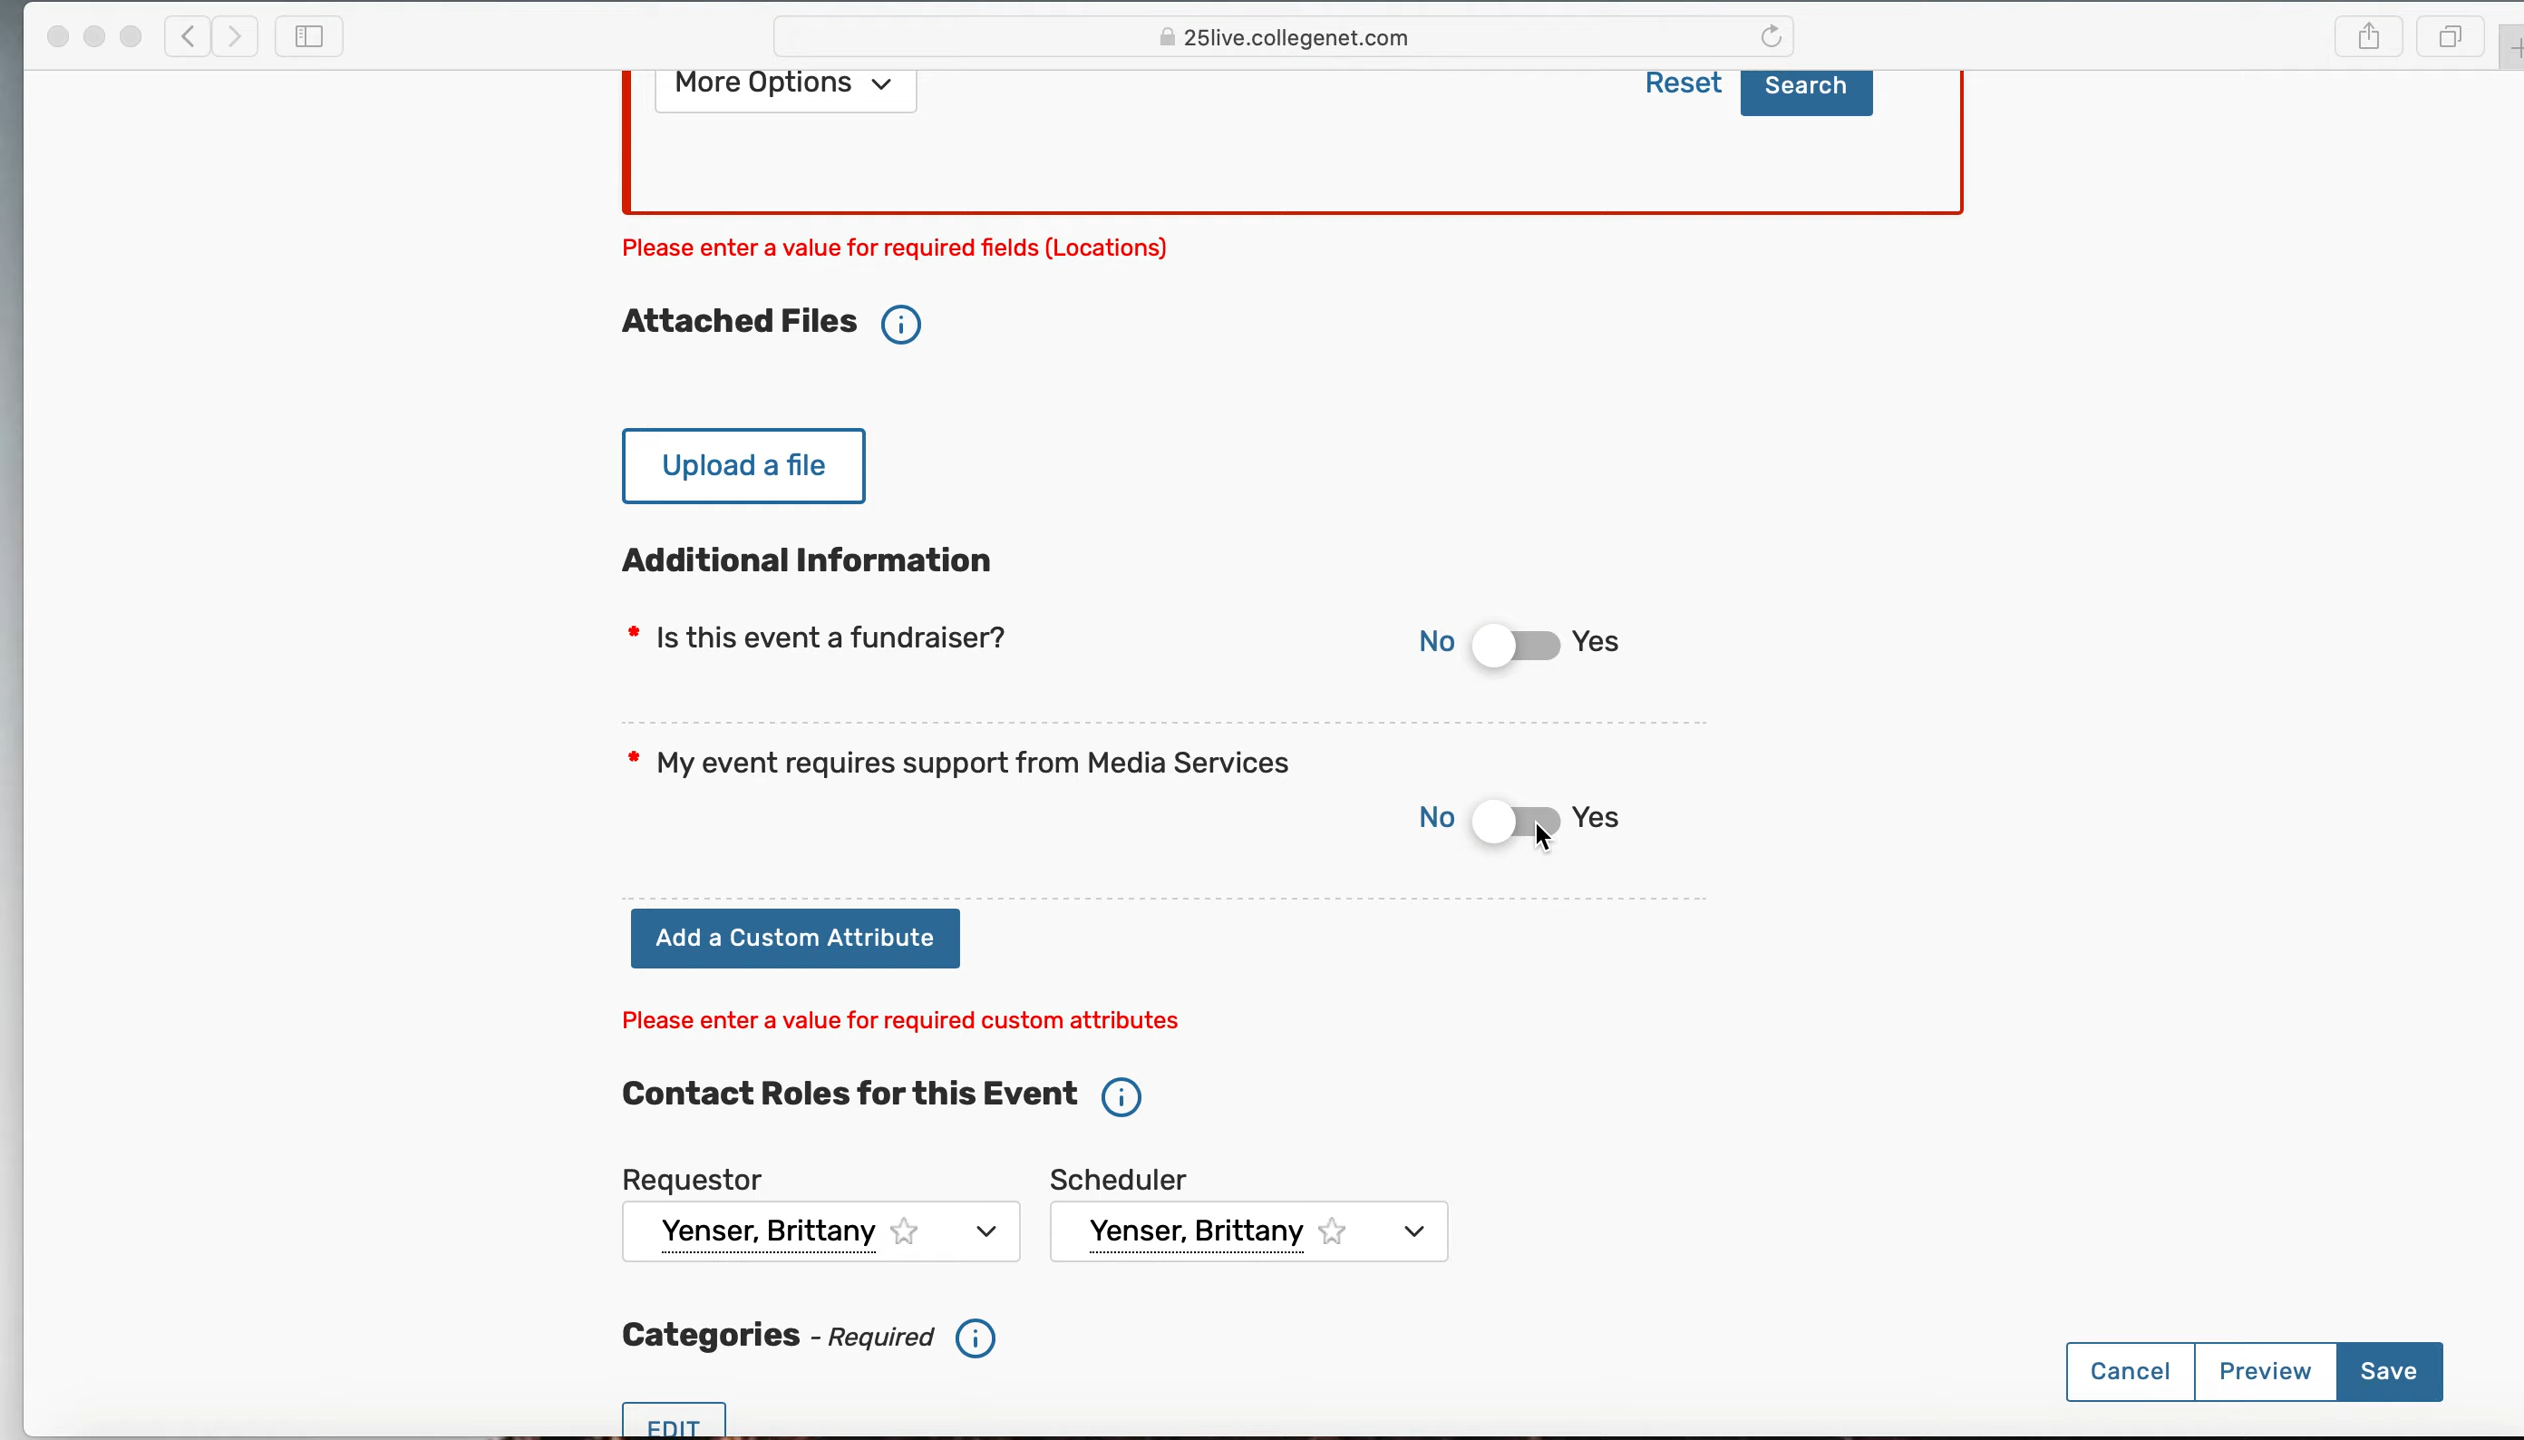 25live.collegenet.com
More Options
Reset
Search
Please enter a value for required fields (Locations)
Attached Files
Upload a file
Additional Information
* Is this event a fundraiser?
No Yes
* My event requires support from Media Services
No Yes
Add a Custom Attribute
Please enter a value for required custom attributes
Contact Roles for this Event
Requestor Scheduler
Yenser, Brittany Yenser, Brittany
Categories - Required
Cancel Preview Save
EDIT